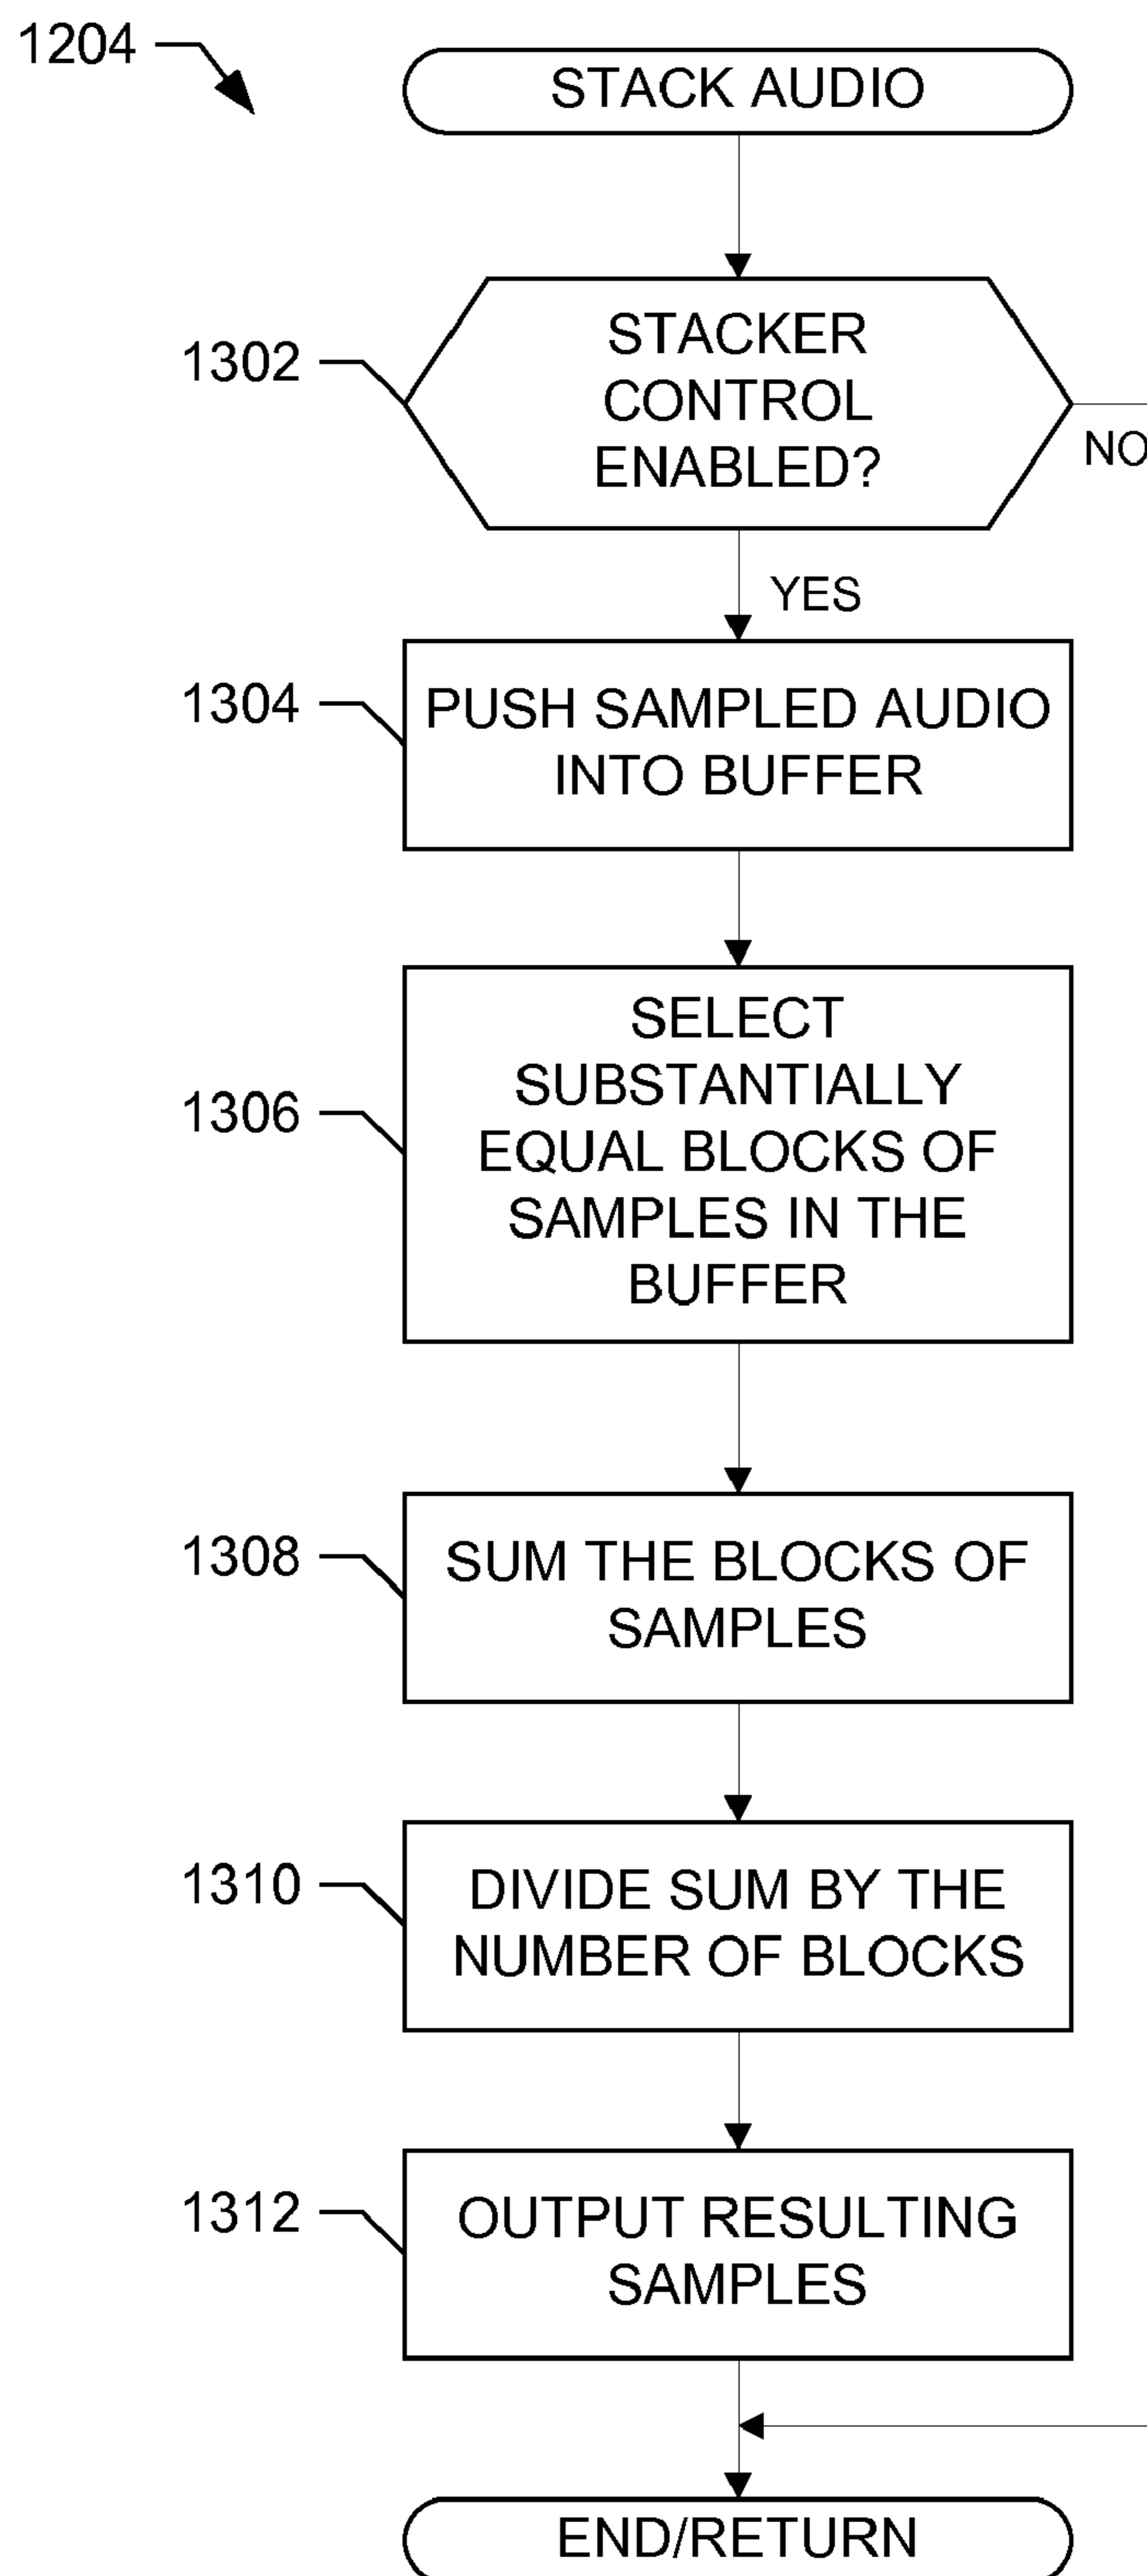 1204
STACK AUDIO
1302
STACKER
CONTROL
ENABLED?
NO
YES
1304
PUSH SAMPLED AUDIO
INTO BUFFER
1306
SELECT
SUBSTANTIALLY
EQUAL BLOCKS OF
SAMPLES IN THE
BUFFER
1308
SUM THE BLOCKS OF
SAMPLES
1310
DIVIDE SUM BY THE
NUMBER OF BLOCKS
1312
OUTPUT RESULTING
SAMPLES
END/RETURN